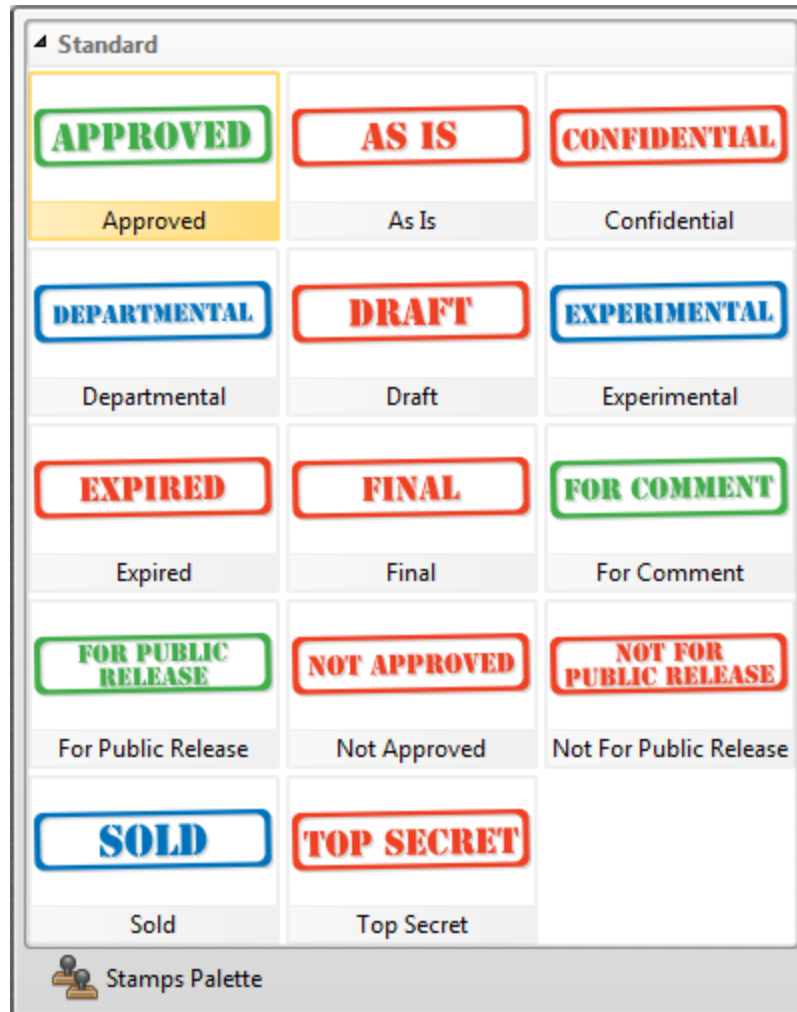 Standard
APPROVED
AS IS
CONFIDENTIAL
Approved
As Is
Confidential
DEPARTMENTAL
DRAFT
EXPERIMENTAL
Departmental
Draft
Experimental
EXPIRED
FINAL
FOR COMMENT
Expired
Final
For Comment
FOR PUBLIC
RELEASE
NOT APPROVED
NOT FOR
PUBLIC RELEASE
For Public Release
Not Approved
Not For Public Release
SOLD
TOP SECRET
Sold
Top Secret
Stamps Palette